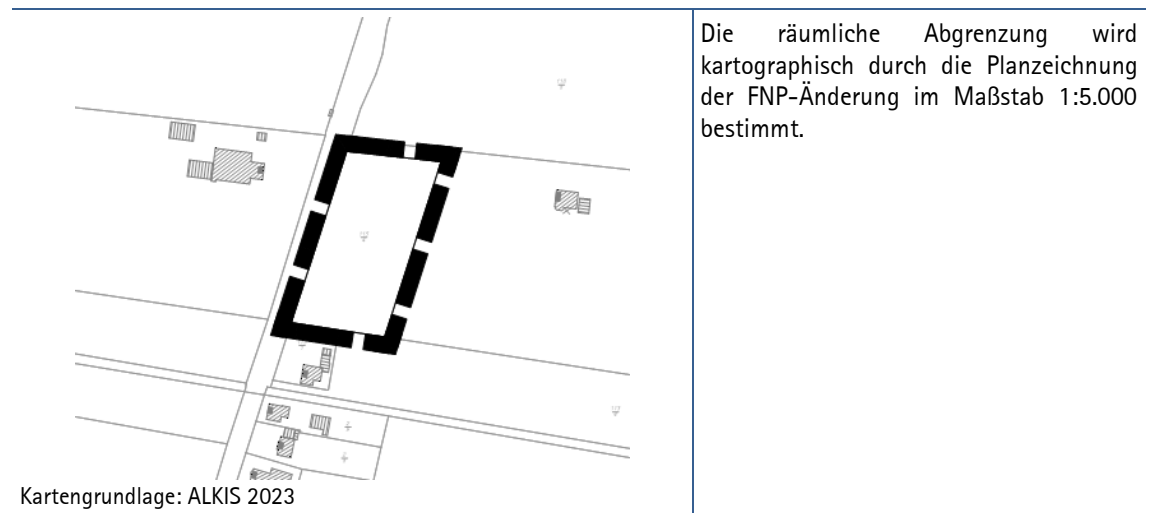 Die räumliche Abgrenzung wird
kartographisch durch die Planzeichnung
der FNP-Änderung im Maßstab 1:5.000
bestimmt.
Kartengrundlage: ALKIS 2023